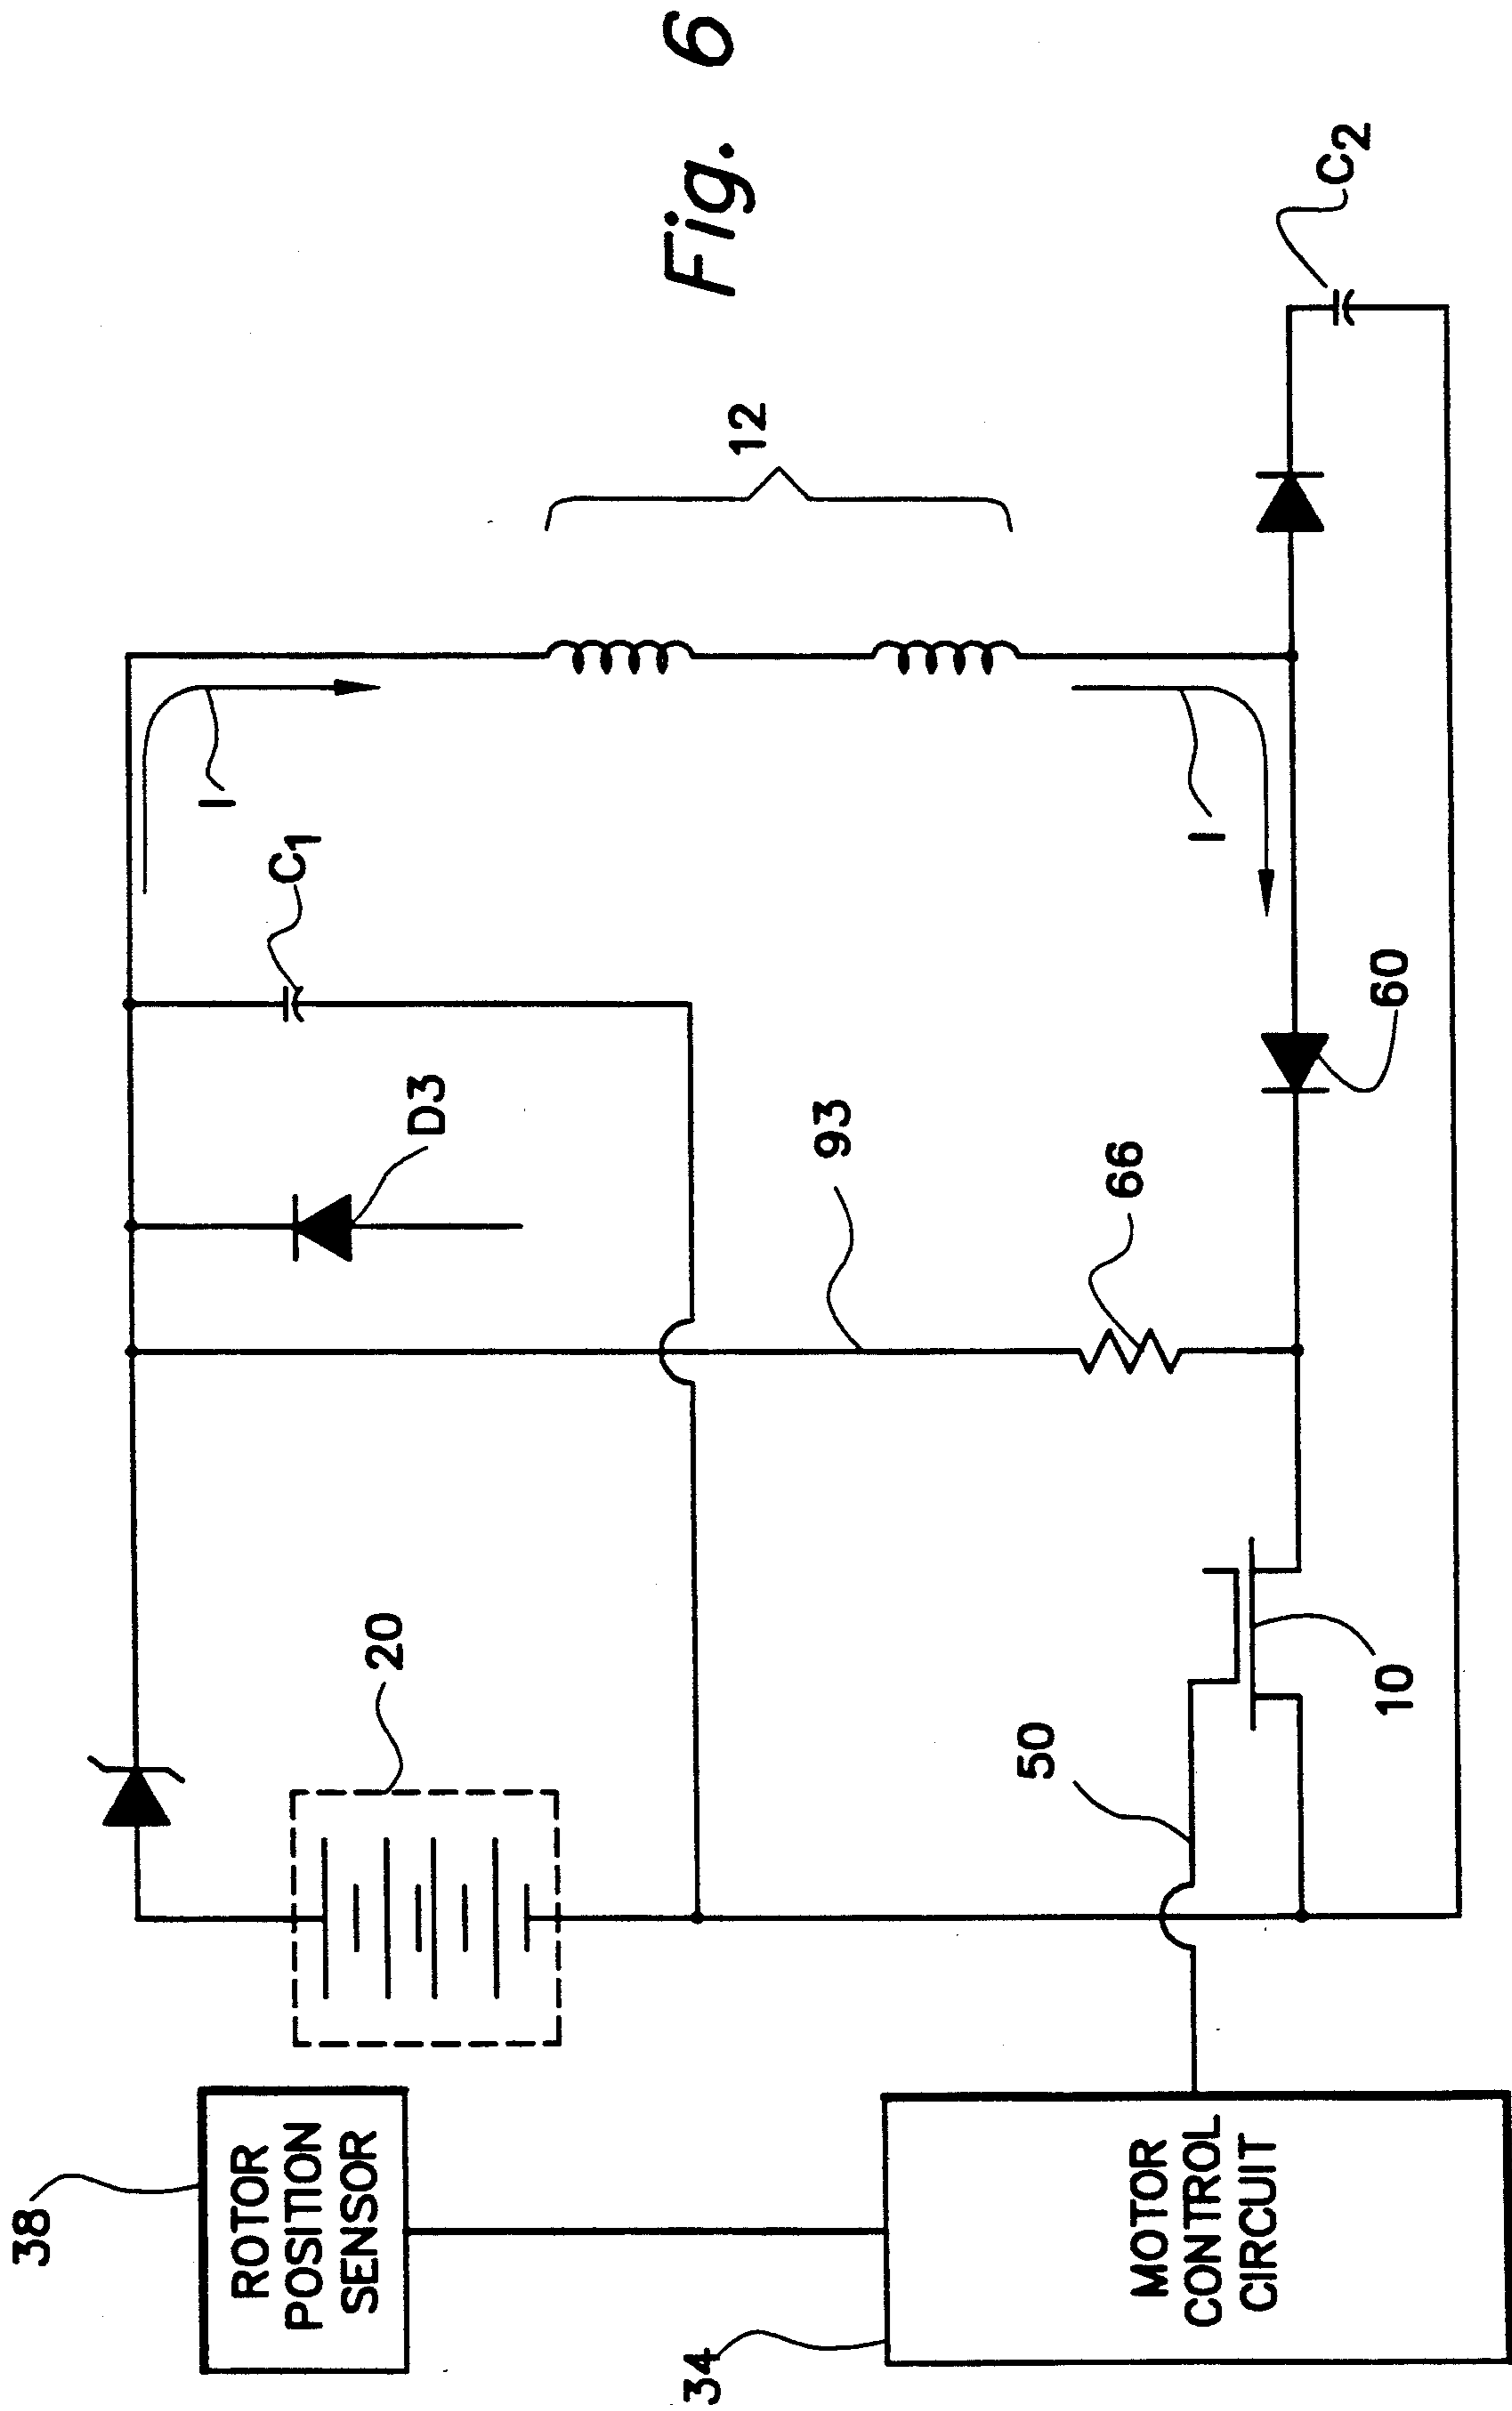 38
ROTOR
POSITION
SENSOR
34
MOTOR
CONTROL
CIRCUIT
20
50
10
D3
93
66
C1
60
I
I
12
C2
Fig. 6